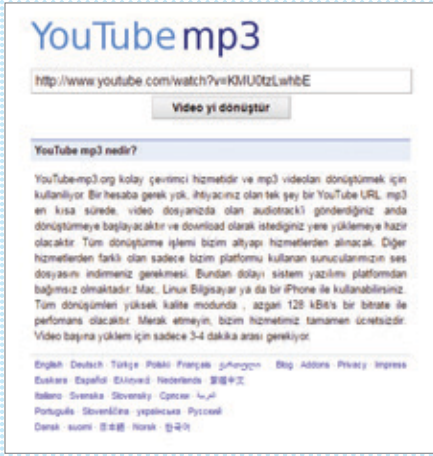 YouTube mp3
http://www.youtube.com/watch?v=KMU0tzLwhbE
Video yi dönüştür
YouTube mp3 nedir?
YouTube-mp3.org kolay çevrimci hizmetidir ve mp3 videoları dönüştürmek için
kullanılıyor. Bir hesaba gerek yok, ihtiyacınız olan tek şey bir YouTube URL. mp3
en kısa sürede, video dosyanızda olan audiotrack'i gönderdiğiniz anda
dönüştürmeye başlayacaktır ve download olarak istediginiz yere yüklemeye hazir
olacaktir. Tüm dönüştürme işlemi bizim altyapı hizmetlerden alınacak. Diğer
hizmetlerden farklı olan sadece bizim platformu kullanan sunucularımızın ses
dosyasını indirmeniz gerekmesi. Bundan dolayı sistem yazılımı platformdan
bağımsız olmaktadır. Mac, Linux Bilgisayar ya da bir iPhone ile kullanabilirsiniz.
Tüm dönüşümleri yüksek kalite modunda , azgari 128 kBit/s bir bitrate ile
perfomans olacaktır. Merak etmeyin, bizim hizmetimiz tamamen ücretsizdir.
Video başına yüklem için sadece 3-4 dakika arası gerekiyor.
English Deutsch Türkçe Polski Français ქართული Blog Addons Privacy Impress
Euskara Español Ελληνικά Nederlands 繁體中文
Italiano Svenska Slovensky Српски العربية
Português Slovenščina українська Русский
Dansk suomi 日本語 Norsk 한국어